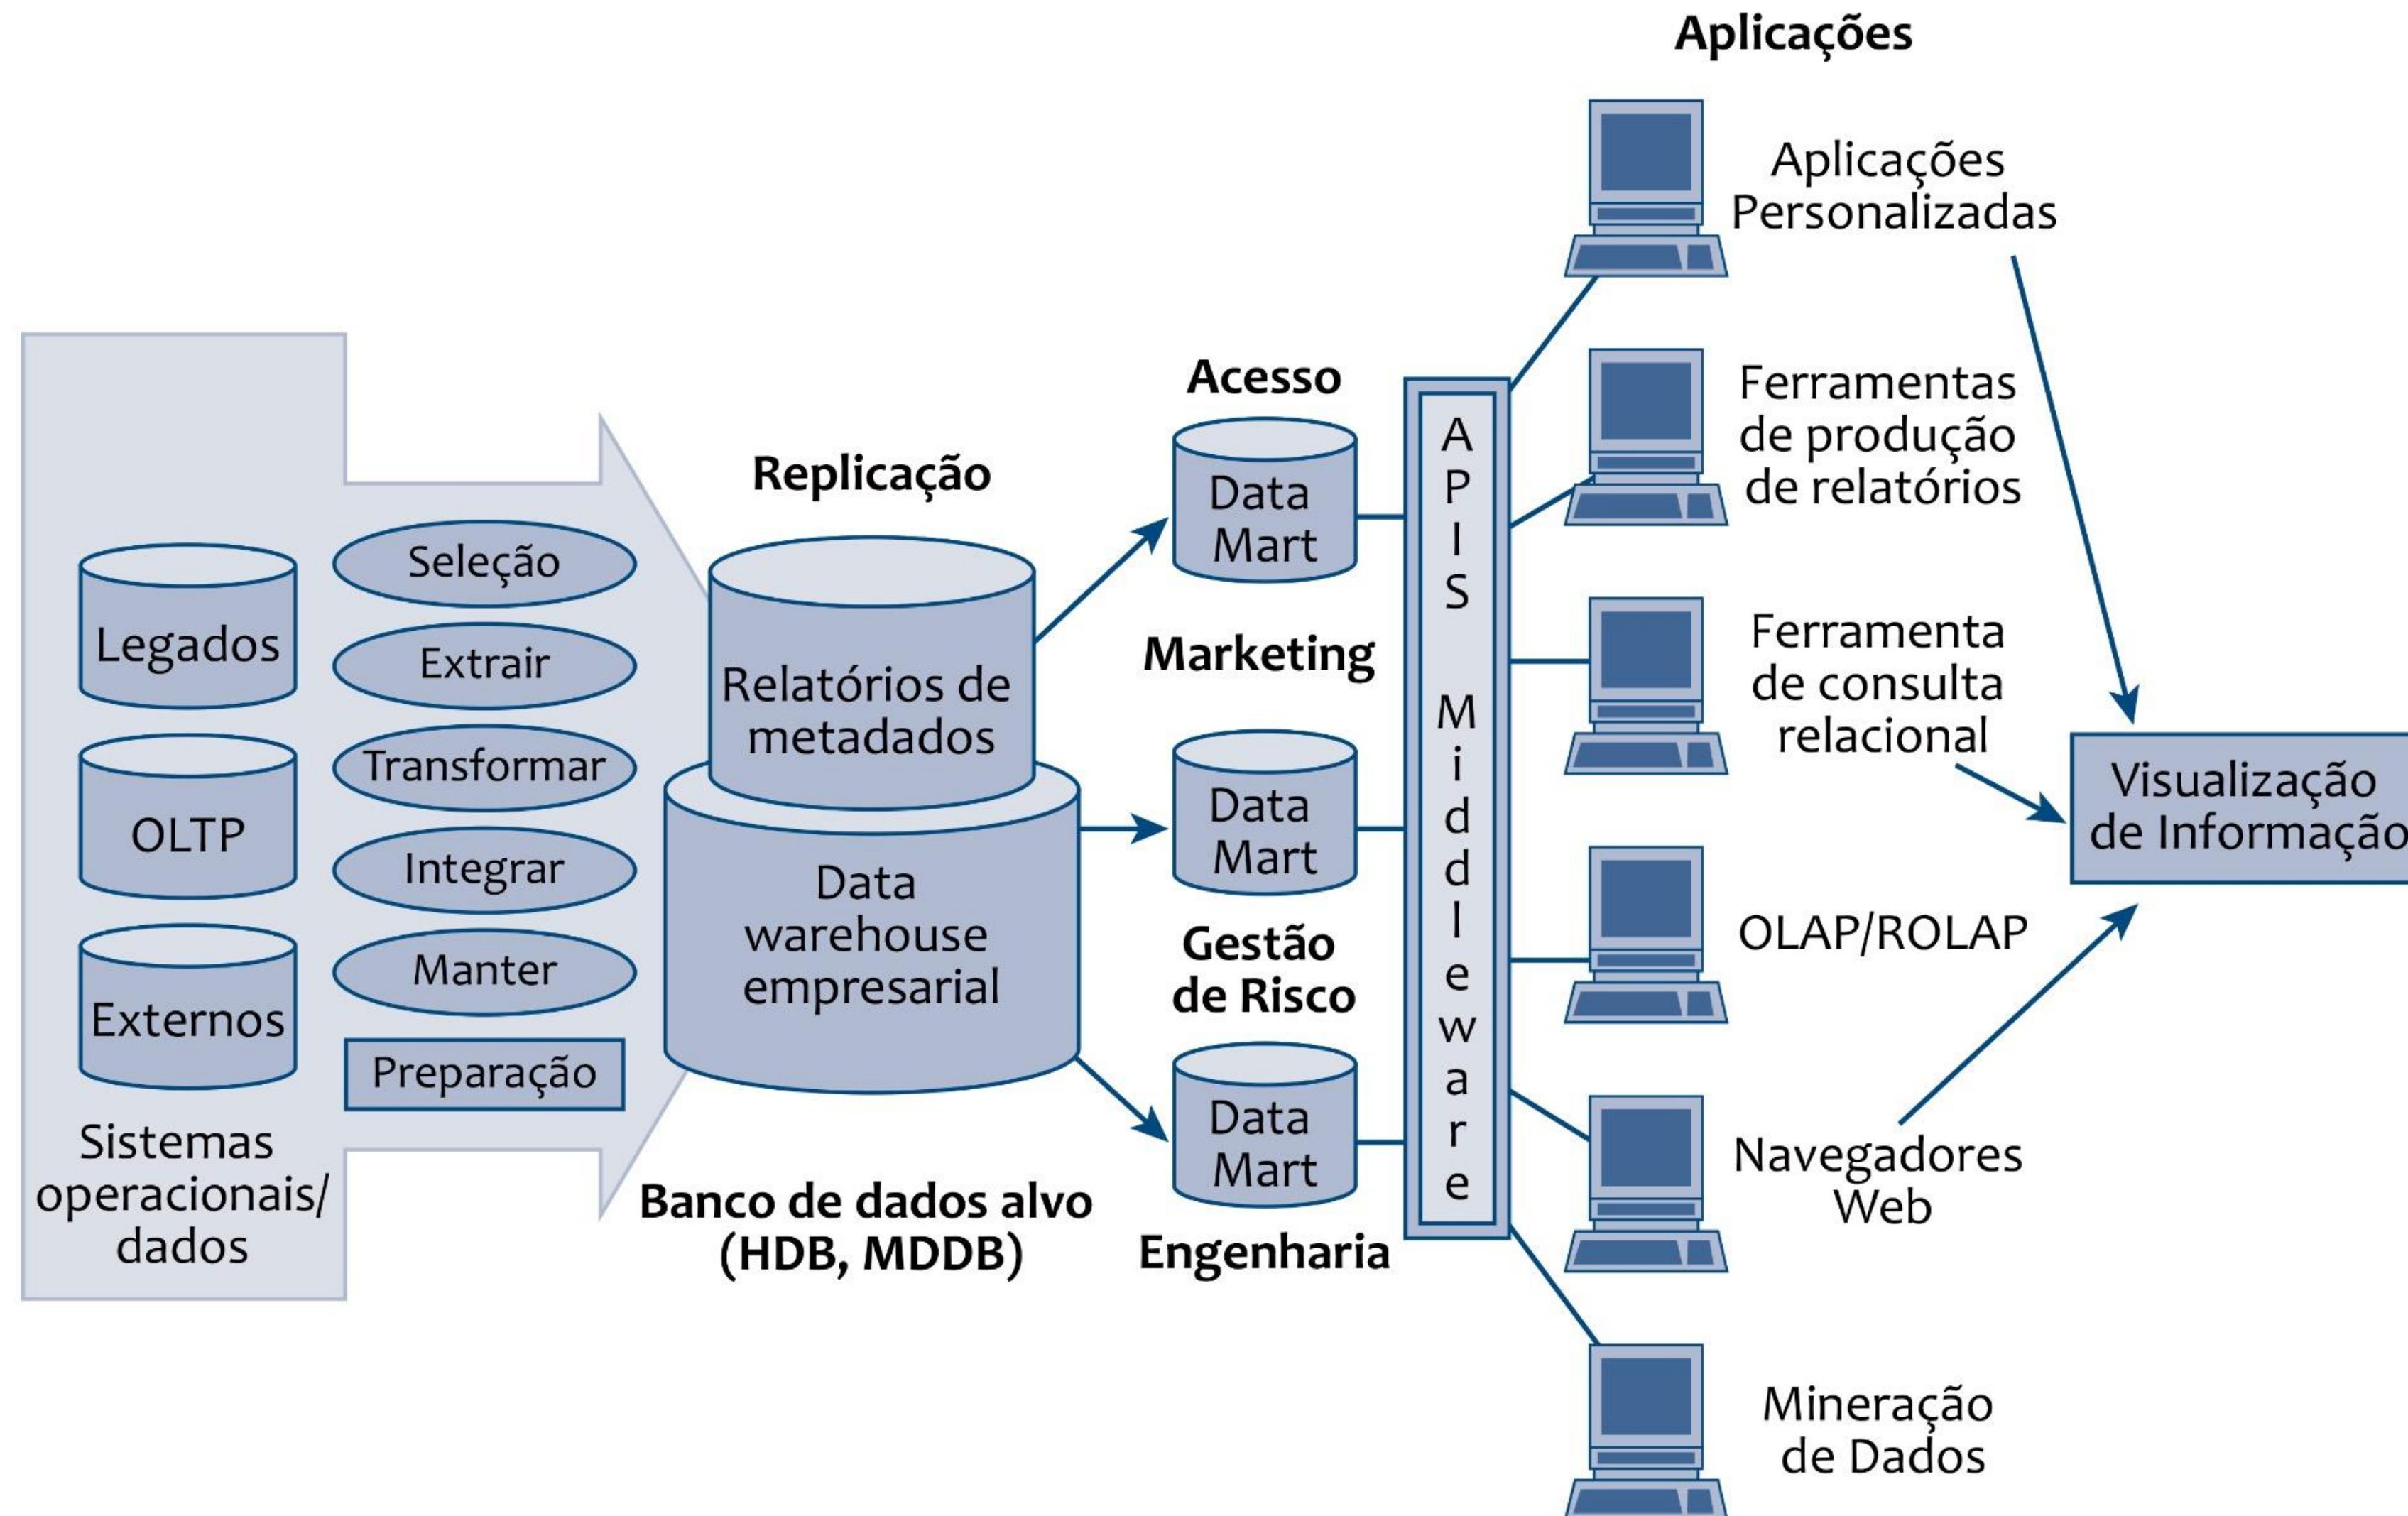 Aplicações
Aplicações
Personalizadas
Ferramentas
de produção
de relatórios
Ferramenta
de consulta
relacional
OLAP/ROLAP
Navegadores
Web
Mineração
de Dados
Visualização
de Informação
Legados
OLTP
Externos
Sistemas
operacionais/
dados
Seleção
Extrair
Transformar
Integrar
Manter
Preparação
Replicação
Relatórios de
metadados
Data
warehouse
empresarial
Banco de dados alvo
(HDB, MDDB)
Acesso
Data
Mart
Marketing
Data
Mart
Gestão
de Risco
Data
Mart
Engenharia
APIS Middleware